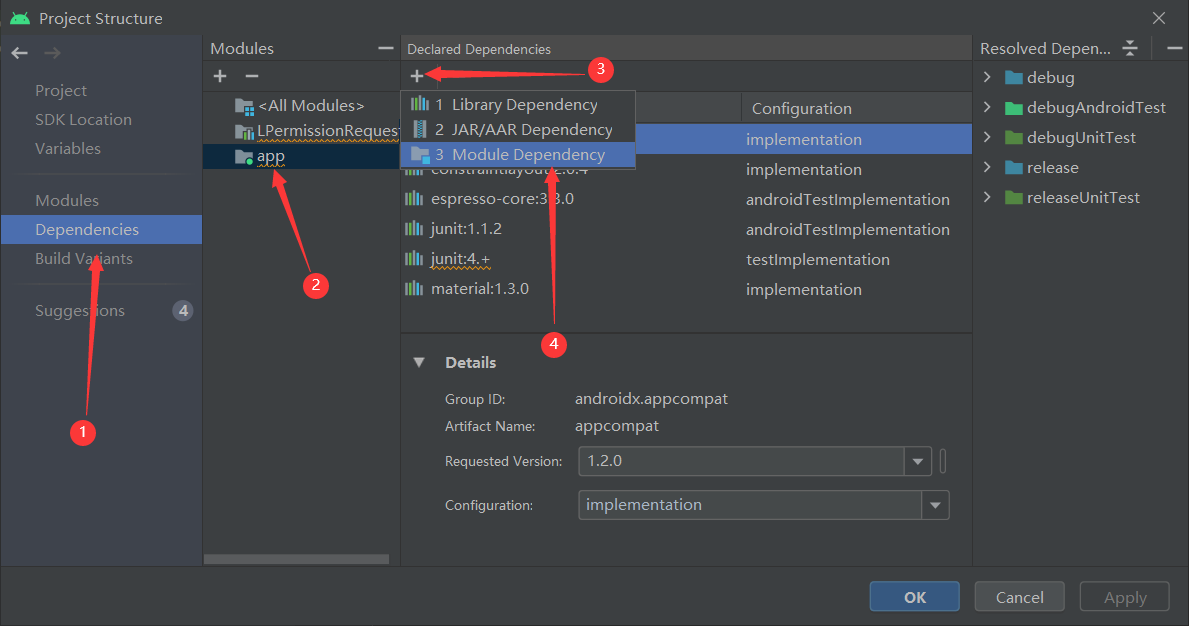 Project Structure
Project
SDK Location
Variables
Modules
Dependencies
Build Variants
Suggestions 4
1
Modules
<All Modules>
LPermissionReques
app
2
Declared Dependencies
3
1 Library Dependency
2 JAR/AAR Dependency
3 Module Dependency
Configuration
implementation
constraintlayout:2.0.4 implementation
espresso-core:3.3.0 androidTestImplementation
junit:1.1.2 androidTestImplementation
junit:4.+ testImplementation
material:1.3.0 implementation
4
Details
Group ID: androidx.appcompat
Artifact Name: appcompat
Requested Version: 1.2.0
Configuration: implementation
Resolved Depen...
debug
debugAndroidTest
debugUnitTest
release
releaseUnitTest
OK Cancel Apply